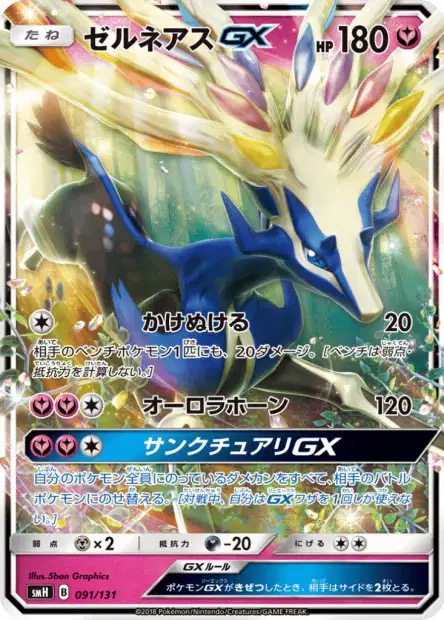 たね ゼルネアスGX HP 180
かけぬける 20
相手のベンチポケモン1匹にも、20ダメージ。[ベンチは弱点・
抵抗力を計算しない。]
オーロラホーン 120
サンクチュアリGX
自分のポケモン全員にのっているダメカンをすべて、相手のバトル
ポケモンにのせ替える。[対戦中、自分はGXワザを1回しか使えな
い。]
弱点 ×2 抵抗力 -20 にげる
Illus.5ban Graphics
GXルール
ポケモンGXがきぜつしたとき、相手はサイドを2枚とる。
SMH B 091/131
©2018 Pokémon/Nintendo/Creatures/GAME FREAK.